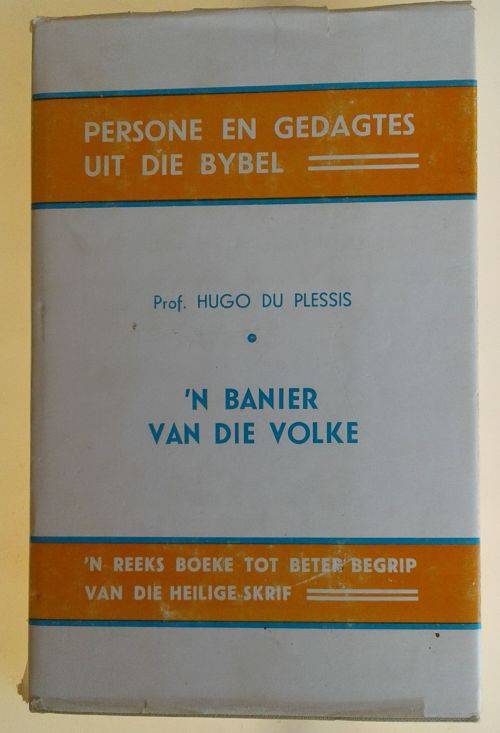 PERSONE EN GEDAGTES
UIT DIE BYBEL
Prof. HUGO DU PLESSIS
'N BANIER
VAN DIE VOLKE
'N REEKS BOEKE TOT BETER BEGRIP
VAN DIE HEILIGE SKRIF